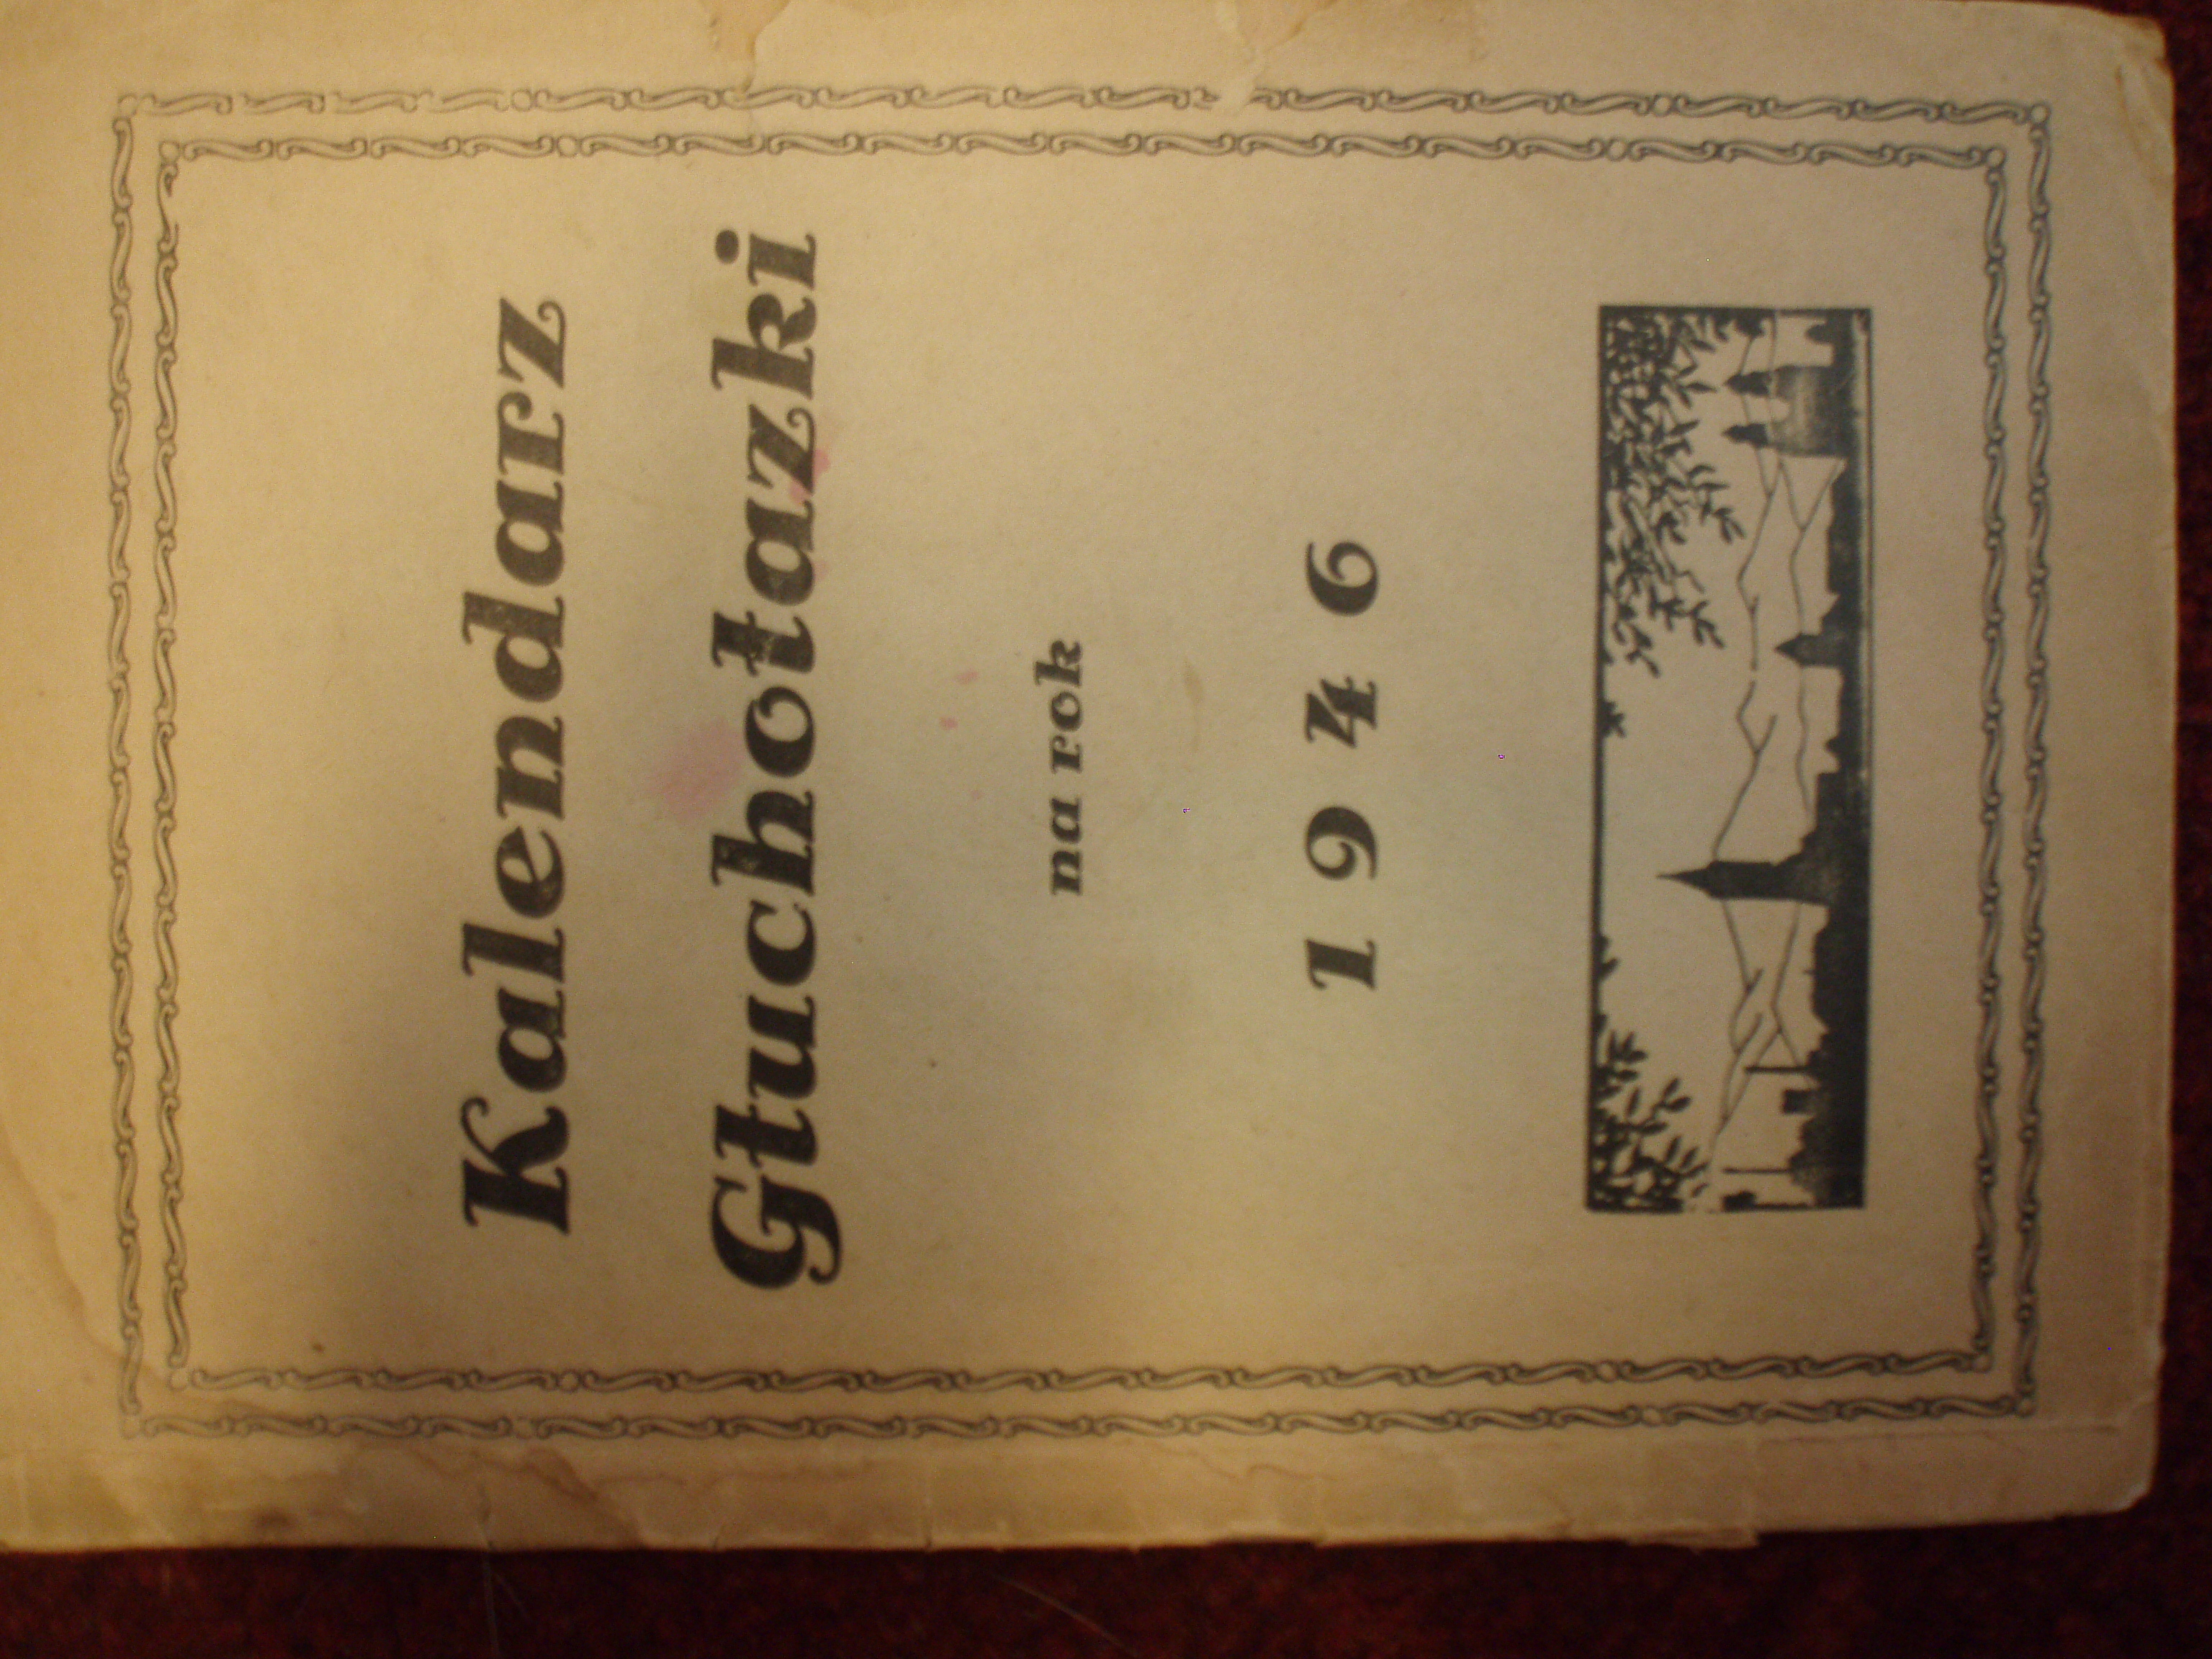 Kalendarz
Głuchołazki
na rok
1946